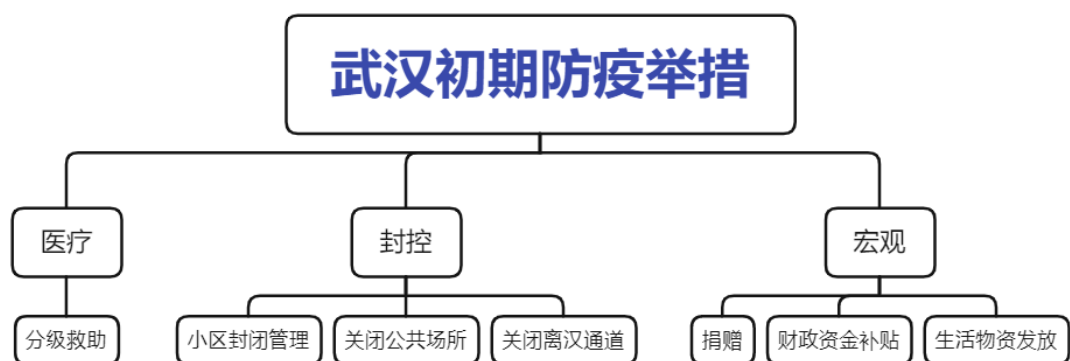 武汉初期防疫举措
医疗
封控
宏观
分级救助
小区封闭管理
关闭公共场所
关闭离汉通道
捐赠
财政资金补贴
生活物资发放